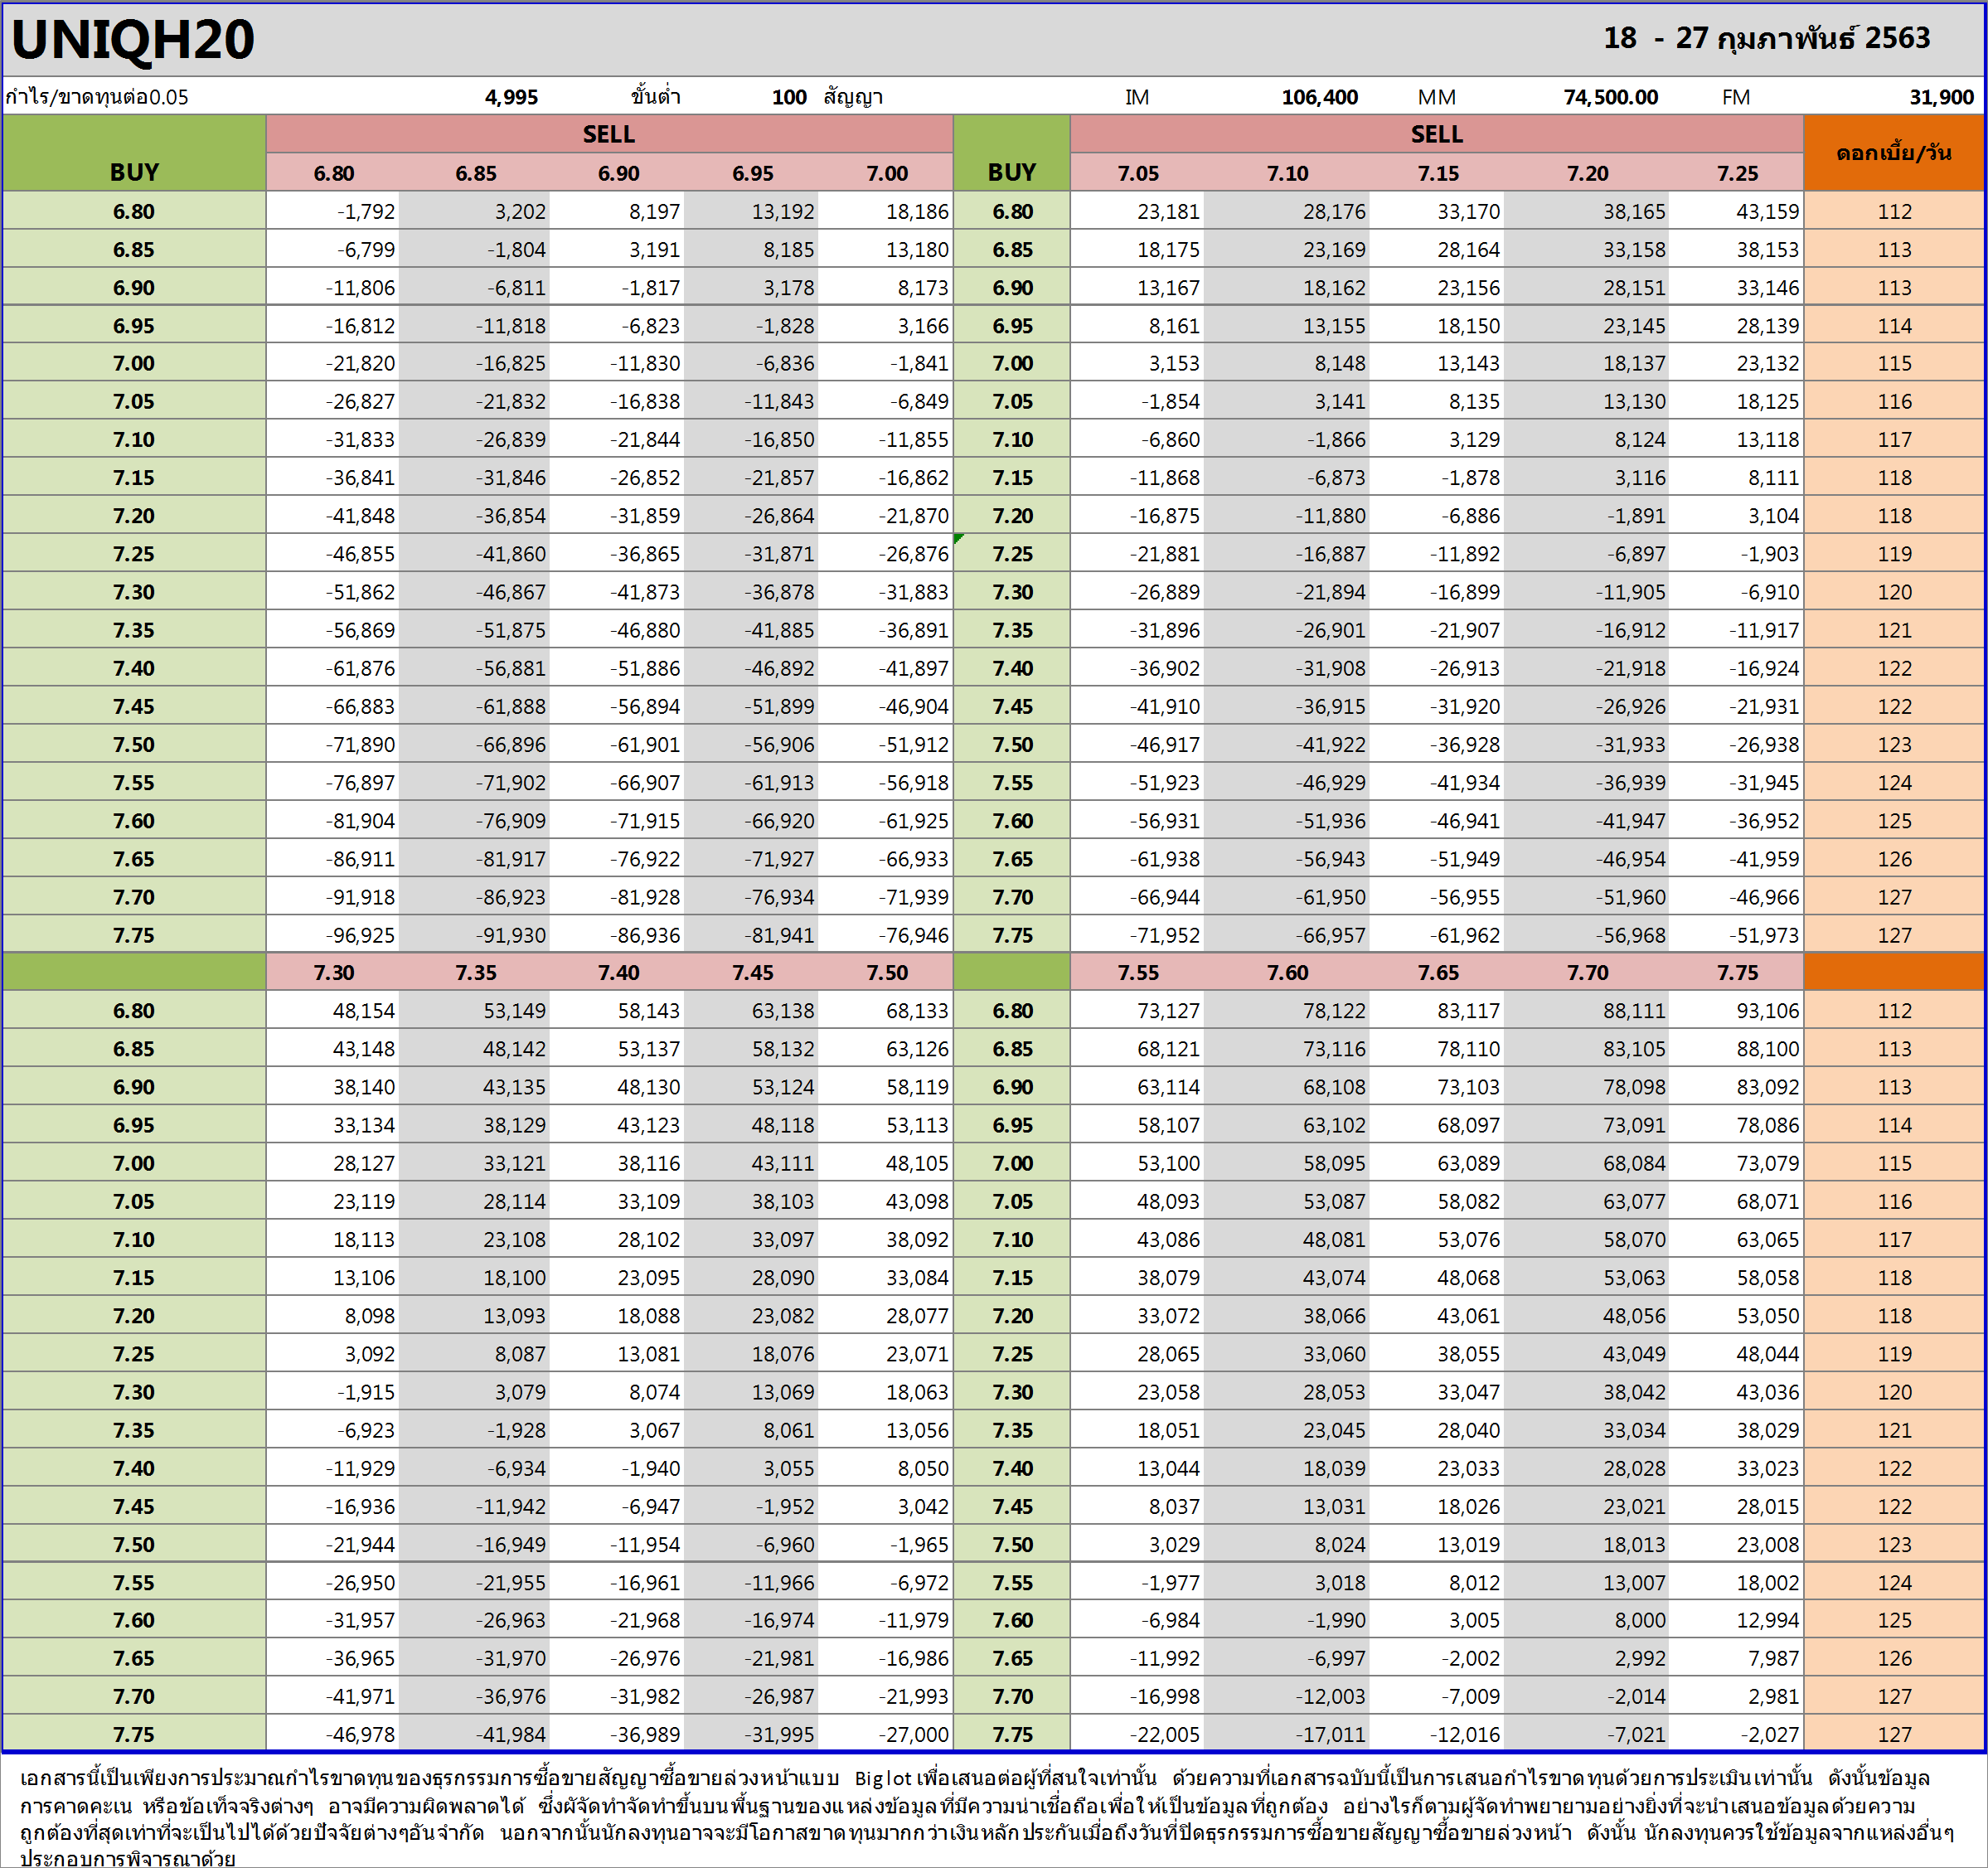 UNIQH20 18 - 27 กุมภาพันธ์ 2563
กำไร/ขาดทุนต่อ0.05 4,995 ขั้นต่ำ 100 สัญญา IM 106,400 MM 74,500.00 FM 31,900
SELL SELL
BUY 6.80 6.85 6.90 6.95 7.00 BUY 7.05 7.10 7.15 7.20 7.25 ดอกเบี้ย/วัน
6.80 -1,792 3,202 8,197 13,192 18,186 6.80 23,181 28,176 33,170 38,165 43,159 112
6.85 -6,799 -1,804 3,191 8,185 13,180 6.85 18,175 23,169 28,164 33,158 38,153 113
6.90 -11,806 -6,811 -1,817 3,178 8,173 6.90 13,167 18,162 23,156 28,151 33,146 113
6.95 -16,812 -11,818 -6,823 -1,828 3,166 6.95 8,161 13,155 18,150 23,145 28,139 114
7.00 -21,820 -16,825 -11,830 -6,836 -1,841 7.00 3,153 8,148 13,143 18,137 23,132 115
7.05 -26,827 -21,832 -16,838 -11,843 -6,849 7.05 -1,854 3,141 8,135 13,130 18,125 116
7.10 -31,833 -26,839 -21,844 -16,850 -11,855 7.10 -6,860 -1,866 3,129 8,124 13,118 117
7.15 -36,841 -31,846 -26,852 -21,857 -16,862 7.15 -11,868 -6,873 -1,878 3,116 8,111 118
7.20 -41,848 -36,854 -31,859 -26,864 -21,870 7.20 -16,875 -11,880 -6,886 -1,891 3,104 118
7.25 -46,855 -41,860 -36,865 -31,871 -26,876 7.25 -21,881 -16,887 -11,892 -6,897 -1,903 119
7.30 -51,862 -46,867 -41,873 -36,878 -31,883 7.30 -26,889 -21,894 -16,899 -11,905 -6,910 120
7.35 -56,869 -51,875 -46,880 -41,885 -36,891 7.35 -31,896 -26,901 -21,907 -16,912 -11,917 121
7.40 -61,876 -56,881 -51,886 -46,892 -41,897 7.40 -36,902 -31,908 -26,913 -21,918 -16,924 122
7.45 -66,883 -61,888 -56,894 -51,899 -46,904 7.45 -41,910 -36,915 -31,920 -26,926 -21,931 122
7.50 -71,890 -66,896 -61,901 -56,906 -51,912 7.50 -46,917 -41,922 -36,928 -31,933 -26,938 123
7.55 -76,897 -71,902 -66,907 -61,913 -56,918 7.55 -51,923 -46,929 -41,934 -36,939 -31,945 124
7.60 -81,904 -76,909 -71,915 -66,920 -61,925 7.60 -56,931 -51,936 -46,941 -41,947 -36,952 125
7.65 -86,911 -81,917 -76,922 -71,927 -66,933 7.65 -61,938 -56,943 -51,949 -46,954 -41,959 126
7.70 -91,918 -86,923 -81,928 -76,934 -71,939 7.70 -66,944 -61,950 -56,955 -51,960 -46,966 127
7.75 -96,925 -91,930 -86,936 -81,941 -76,946 7.75 -71,952 -66,957 -61,962 -56,968 -51,973 127
7.30 7.35 7.40 7.45 7.50 7.55 7.60 7.65 7.70 7.75
6.80 48,154 53,149 58,143 63,138 68,133 6.80 73,127 78,122 83,117 88,111 93,106 112
6.85 43,148 48,142 53,137 58,132 63,126 6.85 68,121 73,116 78,110 83,105 88,100 113
6.90 38,140 43,135 48,130 53,124 58,119 6.90 63,114 68,108 73,103 78,098 83,092 113
6.95 33,134 38,129 43,123 48,118 53,113 6.95 58,107 63,102 68,097 73,091 78,086 114
7.00 28,127 33,121 38,116 43,111 48,105 7.00 53,100 58,095 63,089 68,084 73,079 115
7.05 23,119 28,114 33,109 38,103 43,098 7.05 48,093 53,087 58,082 63,077 68,071 116
7.10 18,113 23,108 28,102 33,097 38,092 7.10 43,086 48,081 53,076 58,070 63,065 117
7.15 13,106 18,100 23,095 28,090 33,084 7.15 38,079 43,074 48,068 53,063 58,058 118
7.20 8,098 13,093 18,088 23,082 28,077 7.20 33,072 38,066 43,061 48,056 53,050 118
7.25 3,092 8,087 13,081 18,076 23,071 7.25 28,065 33,060 38,055 43,049 48,044 119
7.30 -1,915 3,079 8,074 13,069 18,063 7.30 23,058 28,053 33,047 38,042 43,036 120
7.35 -6,923 -1,928 3,067 8,061 13,056 7.35 18,051 23,045 28,040 33,034 38,029 121
7.40 -11,929 -6,934 -1,940 3,055 8,050 7.40 13,044 18,039 23,033 28,028 33,023 122
7.45 -16,936 -11,942 -6,947 -1,952 3,042 7.45 8,037 13,031 18,026 23,021 28,015 122
7.50 -21,944 -16,949 -11,954 -6,960 -1,965 7.50 3,029 8,024 13,019 18,013 23,008 123
7.55 -26,950 -21,955 -16,961 -11,966 -6,972 7.55 -1,977 3,018 8,012 13,007 18,002 124
7.60 -31,957 -26,963 -21,968 -16,974 -11,979 7.60 -6,984 -1,990 3,005 8,000 12,994 125
7.65 -36,965 -31,970 -26,976 -21,981 -16,986 7.65 -11,992 -6,997 -2,002 2,992 7,987 126
7.70 -41,971 -36,976 -31,982 -26,987 -21,993 7.70 -16,998 -12,003 -7,009 -2,014 2,981 127
7.75 -46,978 -41,984 -36,989 -31,995 -27,000 7.75 -22,005 -17,011 -12,016 -7,021 -2,027 127
เอกสารนี้เป็นเพียงการประมาณกำไรขาดทุนของธุรกรรมการซื้อขายสัญญาซื้อขายล่วงหน้าแบบ Big lot เพื่อเสนอต่อผู้ที่สนใจเท่านั้น ด้วยความที่เอกสารฉบับนี้เป็นการเสนอกำไรขาดทุนด้วยการประเมินเท่านั้น ดังนั้นข้อมูล
การคาดคะเน หรือข้อเท็จจริงต่างๆ อาจมีความผิดพลาดได้ ซึ่งผัจัดทำจัดทำขึ้นบนพื้นฐานของแหล่งข้อมูลที่มีความน่าเชื่อถือเพื่อให้เป็นข้อมูลที่ถูกต้อง อย่างไรก็ตามผู้จัดทำพยายามอย่างยิ่งที่จะนำเสนอข้อมูลด้วยความ
ถูกต้องที่สุดเท่าที่จะเป็นไปได้ด้วยปัจจัยต่างๆอันจำกัด นอกจากนั้นนักลงทุนอาจจะมีโอกาสขาดทุนมากกว่าเงินหลักประกันเมื่อถึงวันที่ปิดธุรกรรมการซื้อขายสัญญาซื้อขายล่วงหน้า ดังนั้น นักลงทุนควรใช้ข้อมูลจากแหล่งอื่นๆ
ประกอบการพิจารณาด้วย